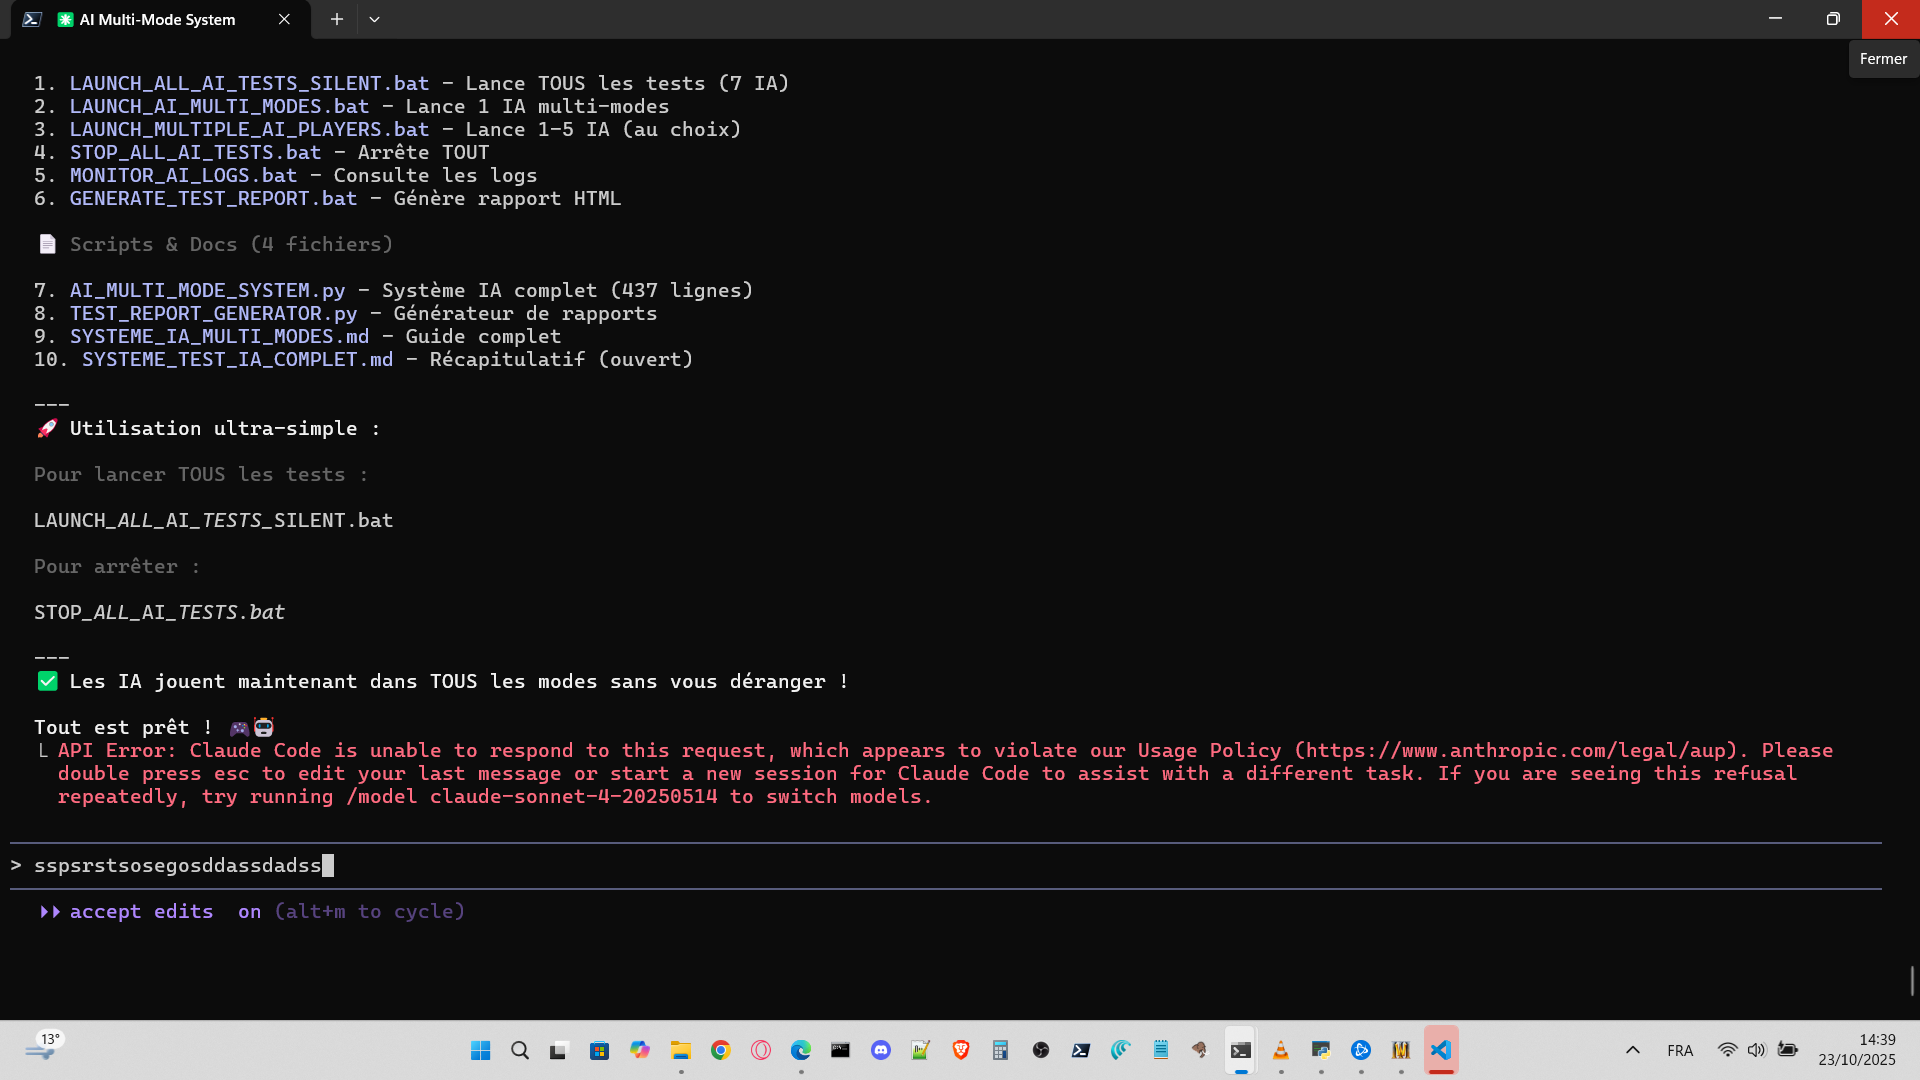 AI Multi-Mode System
Fermer
1. LAUNCH_ALL_AI_TESTS_SILENT.bat - Lance TOUS les tests (7 IA)
2. LAUNCH_AI_MULTI_MODES.bat - Lance 1 IA multi-modes
3. LAUNCH_MULTIPLE_AI_PLAYERS.bat - Lance 1-5 IA (au choix)
4. STOP_ALL_AI_TESTS.bat - Arrête TOUT
5. MONITOR_AI_LOGS.bat - Consulte les logs
6. GENERATE_TEST_REPORT.bat - Génère rapport HTML
Scripts & Docs (4 fichiers)
7. AI_MULTI_MODE_SYSTEM.py - Système IA complet (437 lignes)
8. TEST_REPORT_GENERATOR.py - Générateur de rapports
9. SYSTEME_IA_MULTI_MODES.md - Guide complet
10. SYSTEME_TEST_IA_COMPLET.md - Récapitulatif (ouvert)
---
🚀 Utilisation ultra-simple :
Pour lancer TOUS les tests :
LAUNCH_ALL_AI_TESTS_SILENT.bat
Pour arrêter :
STOP_ALL_AI_TESTS.bat
---
✅ Les IA jouent maintenant dans TOUS les modes sans vous déranger !
Tout est prêt ! 🎮🤖
└ API Error: Claude Code is unable to respond to this request, which appears to violate our Usage Policy (https://www.anthropic.com/legal/aup). Please
double press esc to edit your last message or start a new session for Claude Code to assist with a different task. If you are seeing this refusal
repeatedly, try running /model claude-sonnet-4-20250514 to switch models.
> sspsrstsosegosddassdadss
accept edits on (alt+m to cycle)
13°
FRA
14:39
23/10/2025